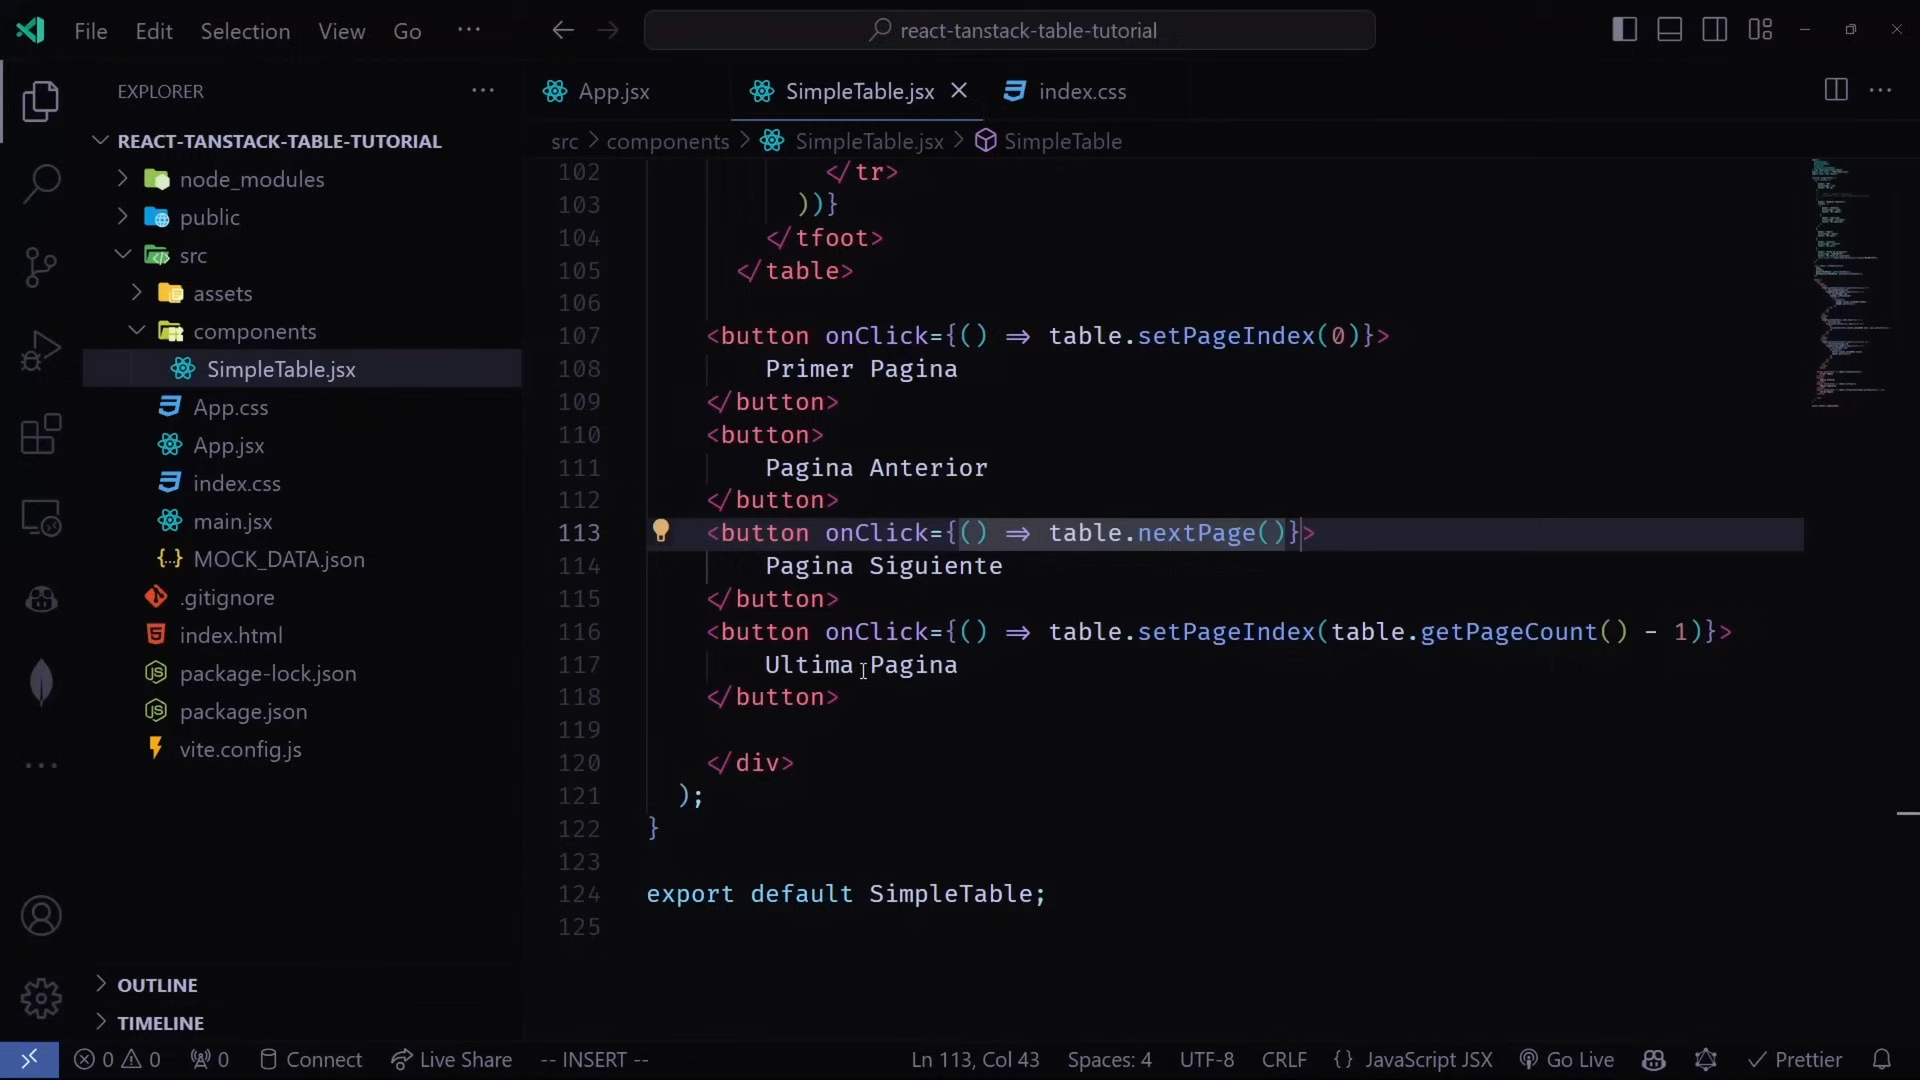 File Edit Selection View Go ···
react-tanstack-table-tutorial
EXPLORER
REACT-TANSTACK-TABLE-TUTORIAL
node_modules
public
src
assets
components
SimpleTable.jsx
App.css
App.jsx
index.css
main.jsx
MOCK_DATA.json
.gitignore
index.html
package-lock.json
package.json
vite.config.js
OUTLINE
TIMELINE
App.jsx SimpleTable.jsx index.css
src > components > SimpleTable.jsx > SimpleTable
102 </tr>
103 ))}
104 </tfoot>
105 </table>
106
107 <button onClick={() => table.setPageIndex(0)}>
108 Primer Pagina
109 </button>
110 <button>
111 Pagina Anterior
112 </button>
113 <button onClick={() => table.nextPage()}>
114 Pagina Siguiente
115 </button>
116 <button onClick={() => table.setPageIndex(table.getPageCount() - 1)}>
117 Ultima Pagina
118 </button>
119
120 </div>
121 );
122 }
123
124 export default SimpleTable;
125
0 0 0 Connect Live Share -- INSERT -- Ln 113, Col 43 Spaces: 4 UTF-8 CRLF {} JavaScript JSX Go Live Prettier